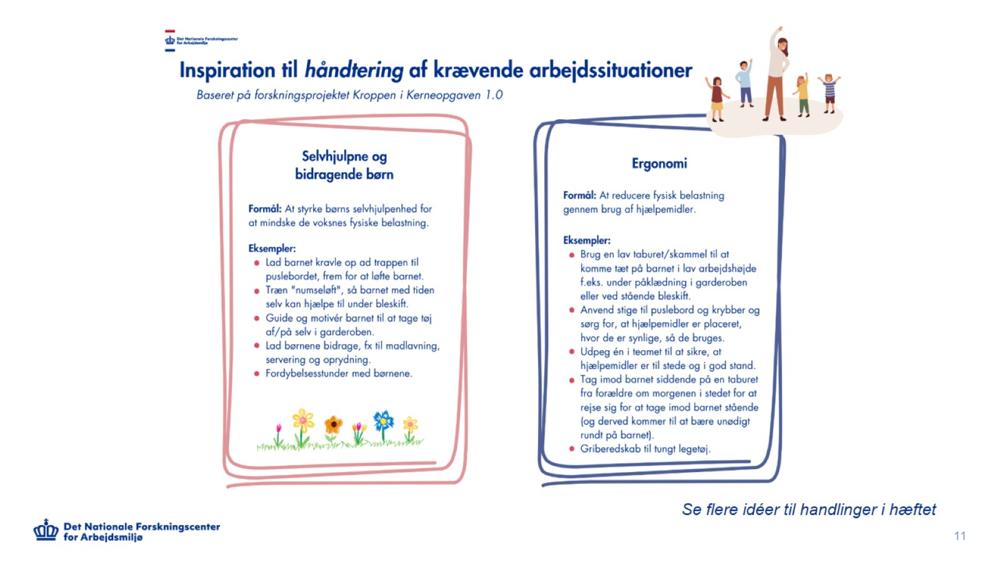 Det Nationale Forskningscenter
for Arbejdsmiljø
Inspiration til håndtering af krævende arbejdssituationer
Baseret på forskningsprojektet Kroppen i Kerneopgaven 1.0
Selvhjulpne og
bidragende børn
Formål: At styrke børns selvhjulpenhed for
at mindske de voksnes fysiske belastning.
Eksempler:
Lad barnet kravle op ad trappen til
puslebordet, frem for at løfte barnet.
Træn "numseløft", så barnet med tiden
selv kan hjælpe til under bleskift.
Guide og motivér barnet til at tage tøj
af/på selv i garderoben.
Lad børnene bidrage, fx til madlavning,
servering og oprydning.
Fordybelsesstunder med børnene.
Ergonomi
Formål: At reducere fysisk belastning
gennem brug af hjælpemidler.
Eksempler:
Brug en lav taburet/skammel til at
komme tæt på barnet i lav arbejdshøjde
f.eks. under påklædning i garderoben
eller ved stående bleskift.
Anvend stige til puslebord og krybber og
sørg for, at hjælpemidler er placeret,
hvor de er synlige, så de bruges.
Udpeg én i teamet til at sikre, at
hjælpemidler er til stede og i god stand.
Tag imod barnet siddende på en taburet
fra forældre om morgenen i stedet for at
rejse sig for at tage imod barnet stående
(og derved kommer til at bære unødigt
rundt på barnet).
Griberedskab til tungt legetøj.
Se flere idéer til handlinger i hæftet
Det Nationale Forskningscenter
for Arbejdsmiljø
11